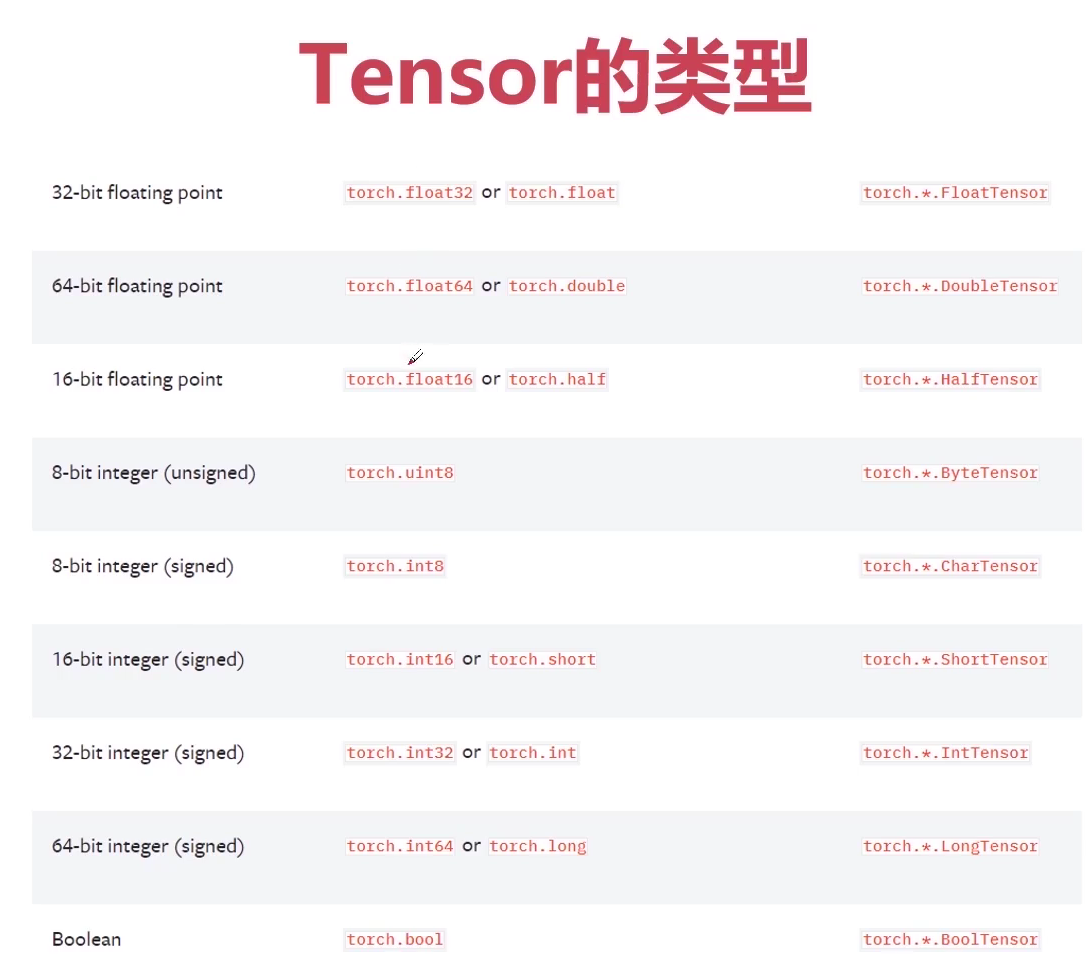 Tensor的类型
32-bit floating point torch.float32 or torch.float torch.*.FloatTensor
64-bit floating point torch.float64 or torch.double torch.*.DoubleTensor
16-bit floating point torch.float16 or torch.half torch.*.HalfTensor
8-bit integer (unsigned) torch.uint8 torch.*.ByteTensor
8-bit integer (signed) torch.int8 torch.*.CharTensor
16-bit integer (signed) torch.int16 or torch.short torch.*.ShortTensor
32-bit integer (signed) torch.int32 or torch.int torch.*.IntTensor
64-bit integer (signed) torch.int64 or torch.long torch.*.LongTensor
Boolean torch.bool torch.*.BoolTensor